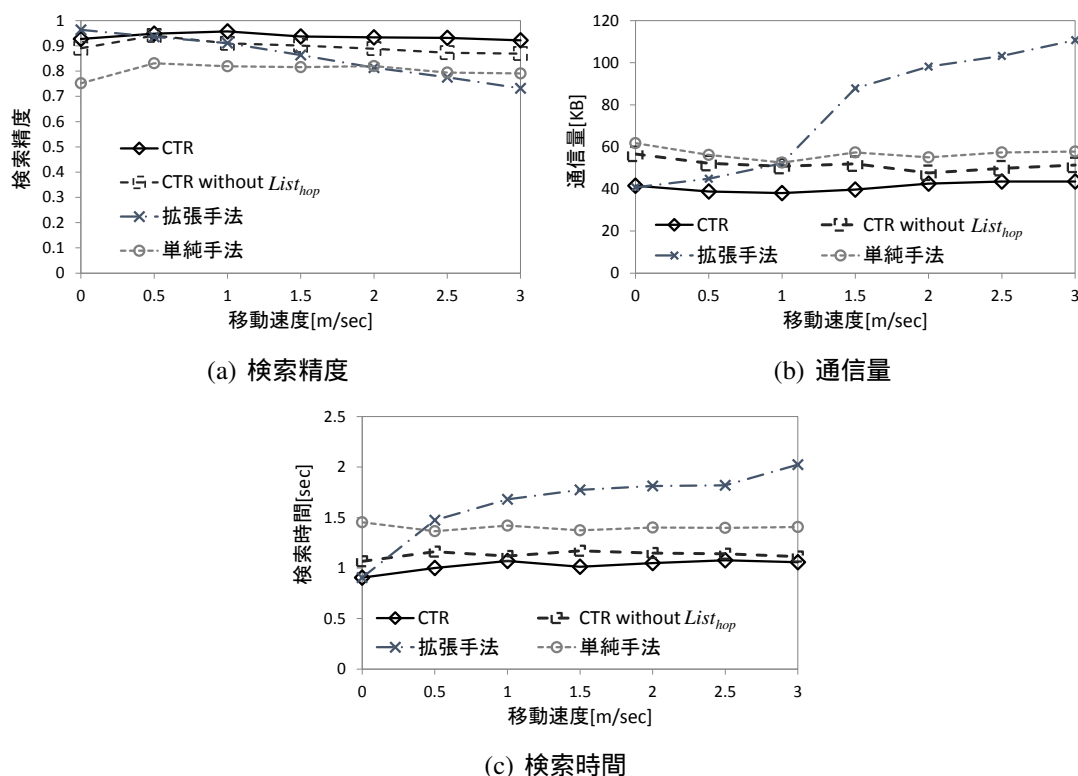 1
0.9
0.8
0.7
0.6
0.5
0.4
0.3
0.2
0.1
0
検索精度
CTR
CTR without List_hop
拡張手法
単純手法
0 0.5 1 1.5 2 2.5 3
移動速度[m/sec]
(a) 検索精度
120
100
80
60
40
20
0
通信量[KB]
CTR CTR without List_hop
拡張手法 単純手法
0 0.5 1 1.5 2 2.5 3
移動速度[m/sec]
(b) 通信量
2.5
2
1.5
1
0.5
0
検索時間[sec]
CTR CTR without List_hop
拡張手法 単純手法
0 0.5 1 1.5 2 2.5 3
移動速度[m/sec]
(c) 検索時間